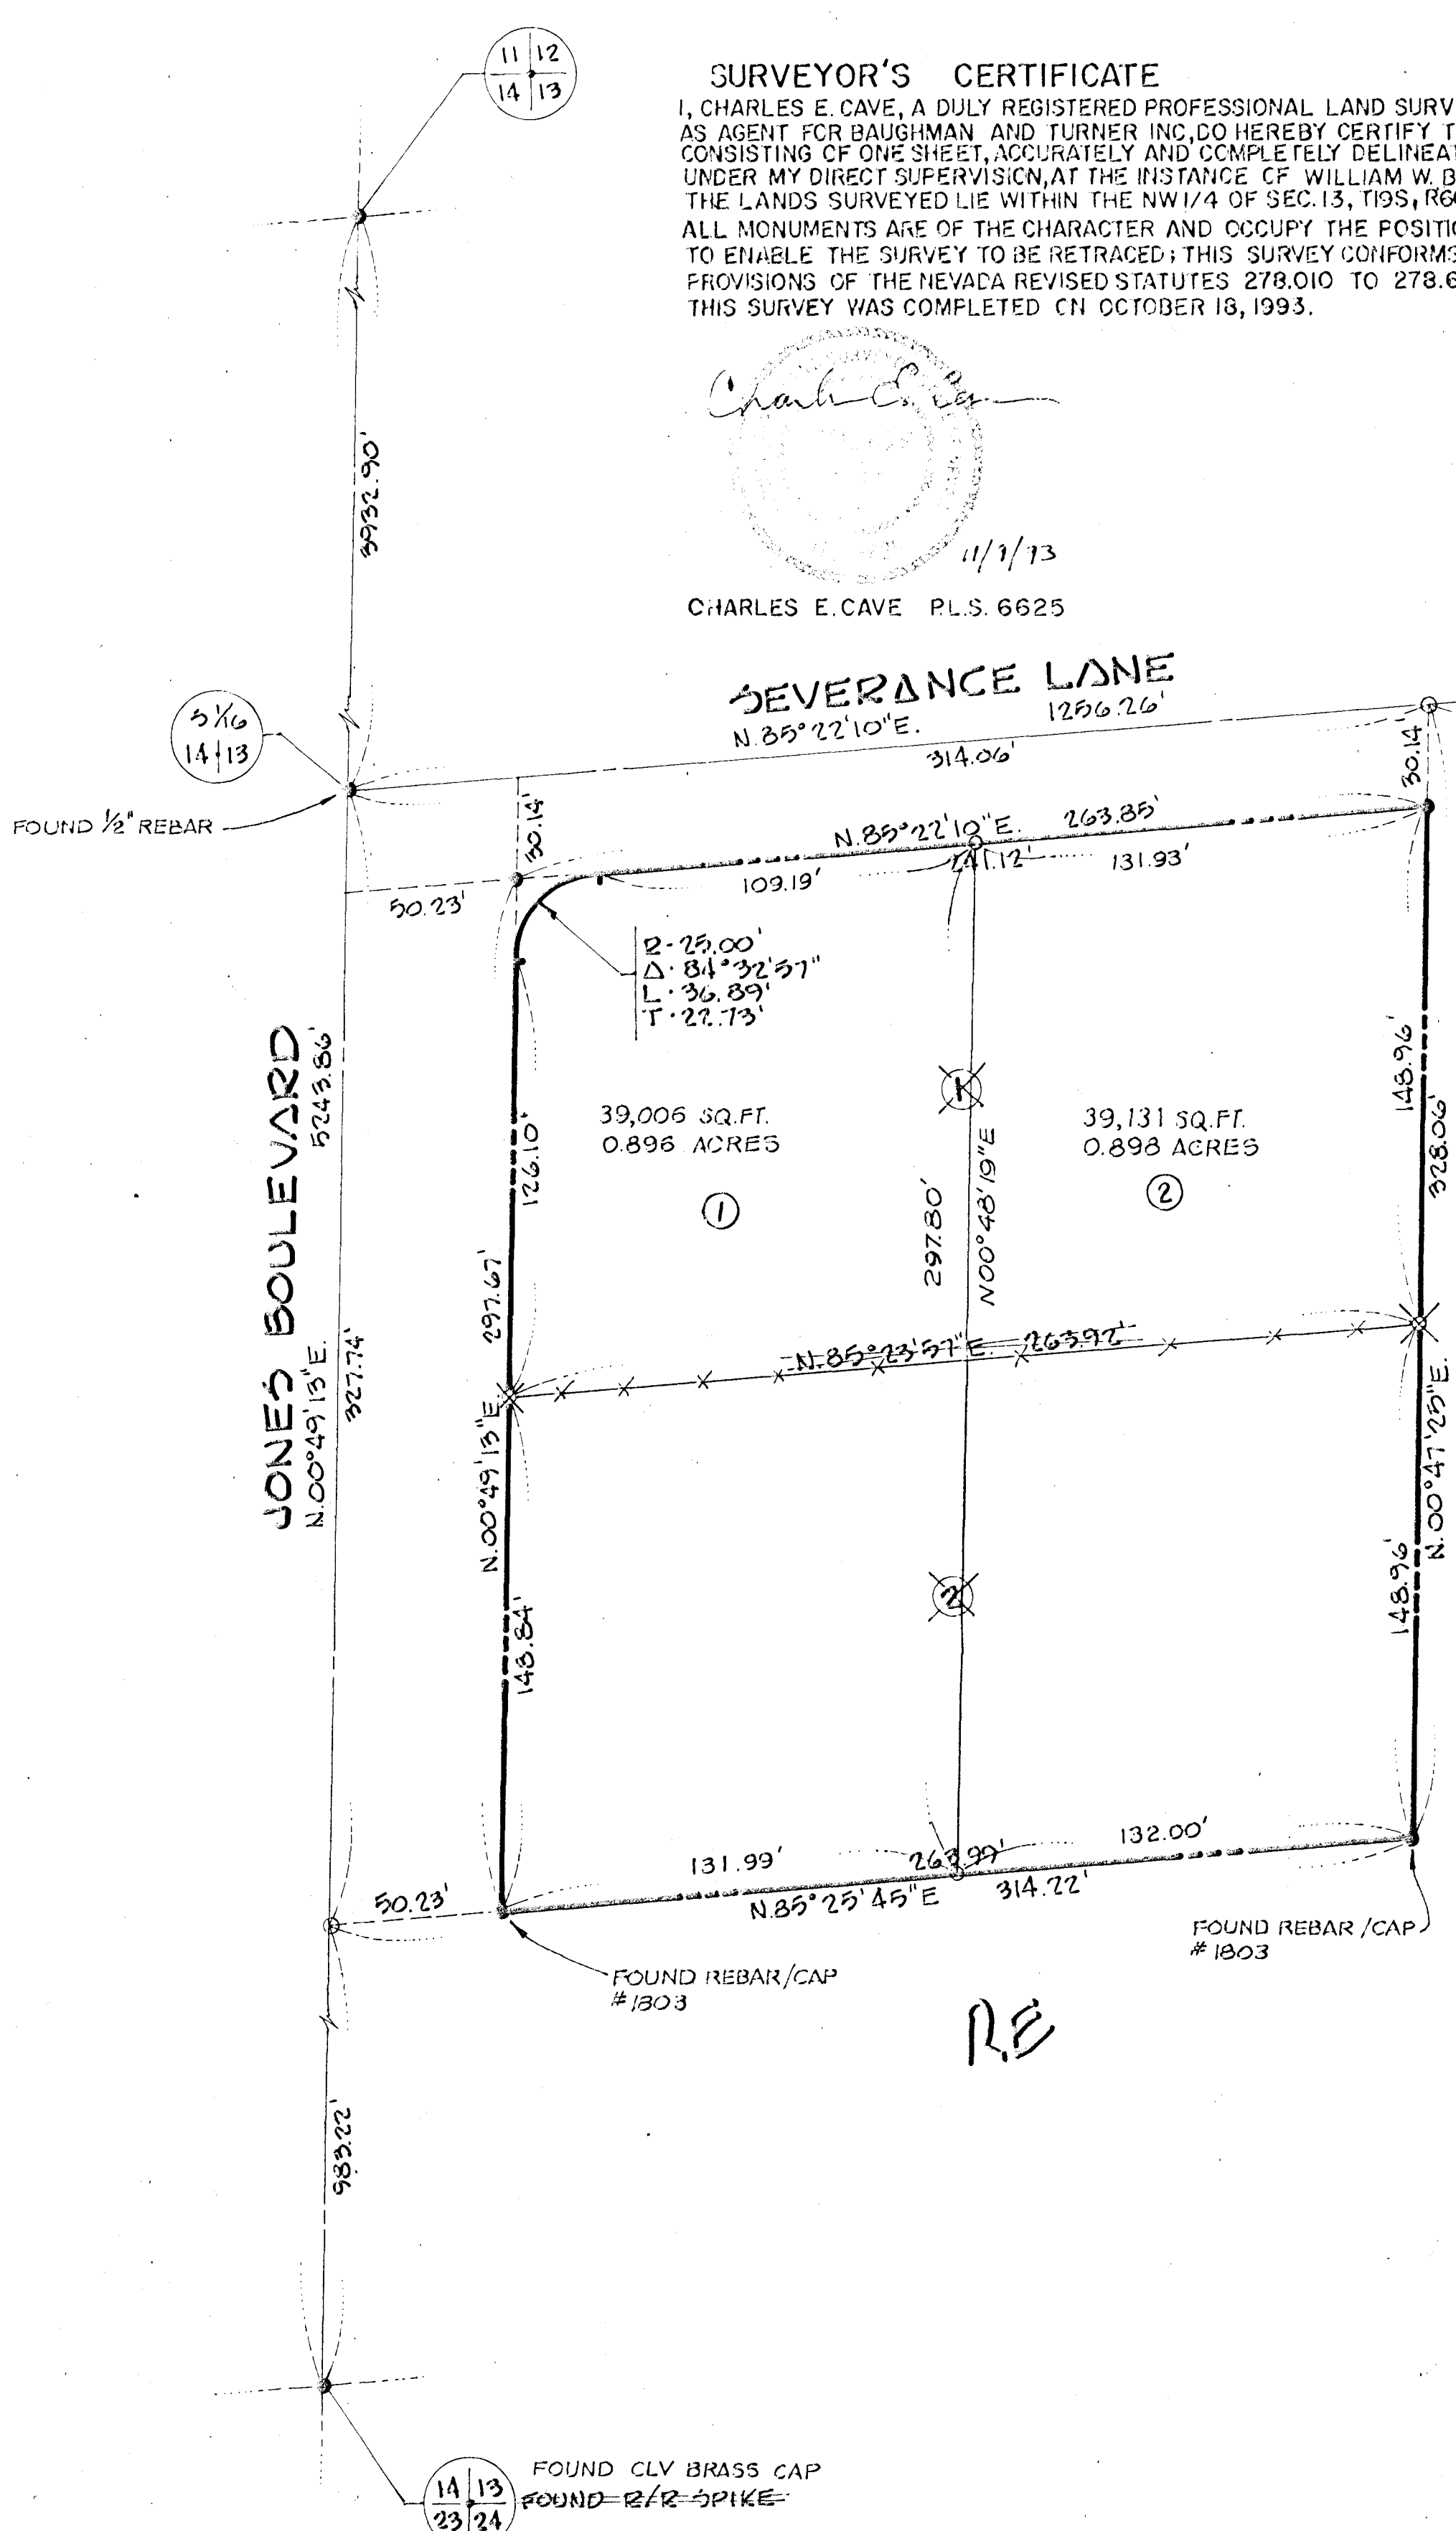 11 12
14 13
SURVEYOR'S CERTIFICATE
I, CHARLES E. CAVE, A DULY REGISTERED PROFESSIONAL LAND SURV
AS AGENT FOR BAUGHMAN AND TURNER INC, DO HEREBY CERTIFY T
CONSISTING OF ONE SHEET, ACCURATELY AND COMPLETELY DELINEAT
UNDER MY DIRECT SUPERVISION, AT THE INSTANCE OF WILLIAM W. B
THE LANDS SURVEYED LIE WITHIN THE NW 1/4 OF SEC. 13, T19S, R6
ALL MONUMENTS ARE OF THE CHARACTER AND OCCUPY THE POSITI
TO ENABLE THE SURVEY TO BE RETRACED; THIS SURVEY CONFORMS
PROVISIONS OF THE NEVADA REVISED STATUTES 278.010 TO 278.6
THIS SURVEY WAS COMPLETED ON OCTOBER 18, 1993.
Charles E. Cave
CHARLES E. CAVE P.L.S. 6625
3932.90'
SEVERANCE LANE
N.85°22'10"E. 1256.26'
314.06'
30.14'
S 1/16
14 13
FOUND 1/2" REBAR
30.14'
N.85°22'10"E. 263.85'
241.12'
109.19'
131.93'
50.23'
R·25.00'
Δ·84°32'57"
L·36.89'
T·22.73'
JONES BOULEVARD
N.00°49'13"E.
5243.86'
327.74'
126.10'
297.67'
N.00°49'13"E.
148.84'
39,006 SQ.FT.
0.896 ACRES
1
1
297.80'
N00°48'19"E
39,131 SQ.FT.
0.898 ACRES
2
148.96'
328.06'
N.85°23'57"E. 263.92'
N.00°47'25"E.
148.96'
2
131.99'
263.99'
132.00'
50.23'
N.85°25'45"E
314.22'
FOUND REBAR/CAP
#1803
FOUND REBAR/CAP
#1803
R.E
983.22'
FOUND CLV BRASS CAP
FOUND R/R SPIKE
14 13
23 24